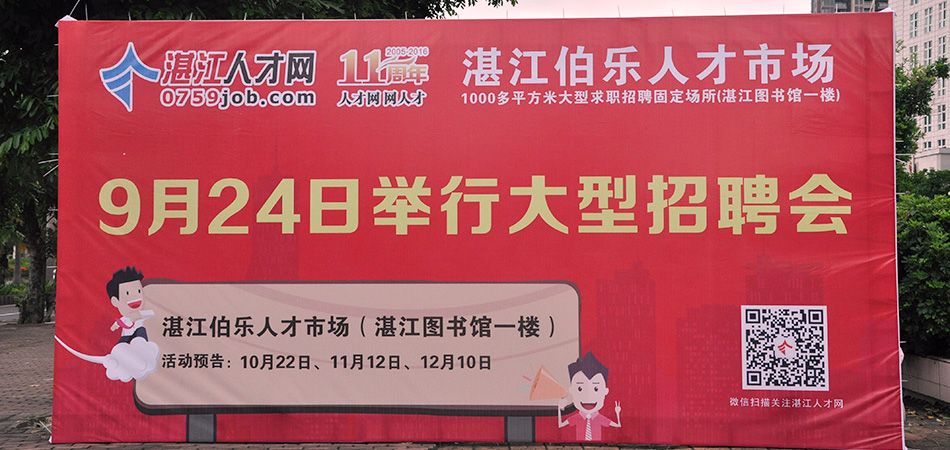 湛江人才网
0759job.com
2005-2016
11周年
人才网 网人才
湛江伯乐人才市场
1000多平方米大型求职招聘固定场所(湛江图书馆一楼)
9月24日举行大型招聘会
湛江伯乐人才市场（湛江图书馆一楼）
活动预告：10月22日、11月12日、12月10日
微信扫描关注湛江人才网